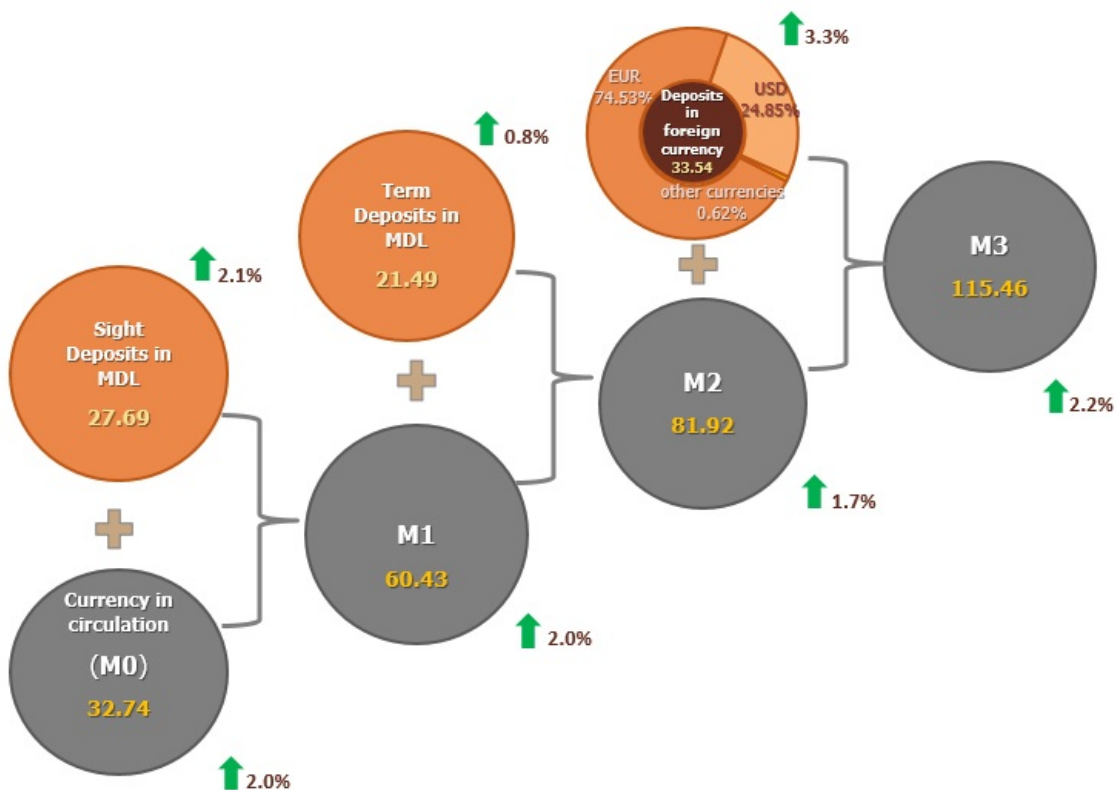 3.3%
EUR
74.53%
USD
24.85%
Deposits
in
foreign
currency
33.54
other currencies
0.62%
0.8%
Term
Deposits in
MDL
21.49
M3
115.46
2.2%
2.1%
Sight
Deposits in
MDL
27.69
M2
81.92
1.7%
M1
60.43
2.0%
Currency in
circulation
(M0)
32.74
2.0%